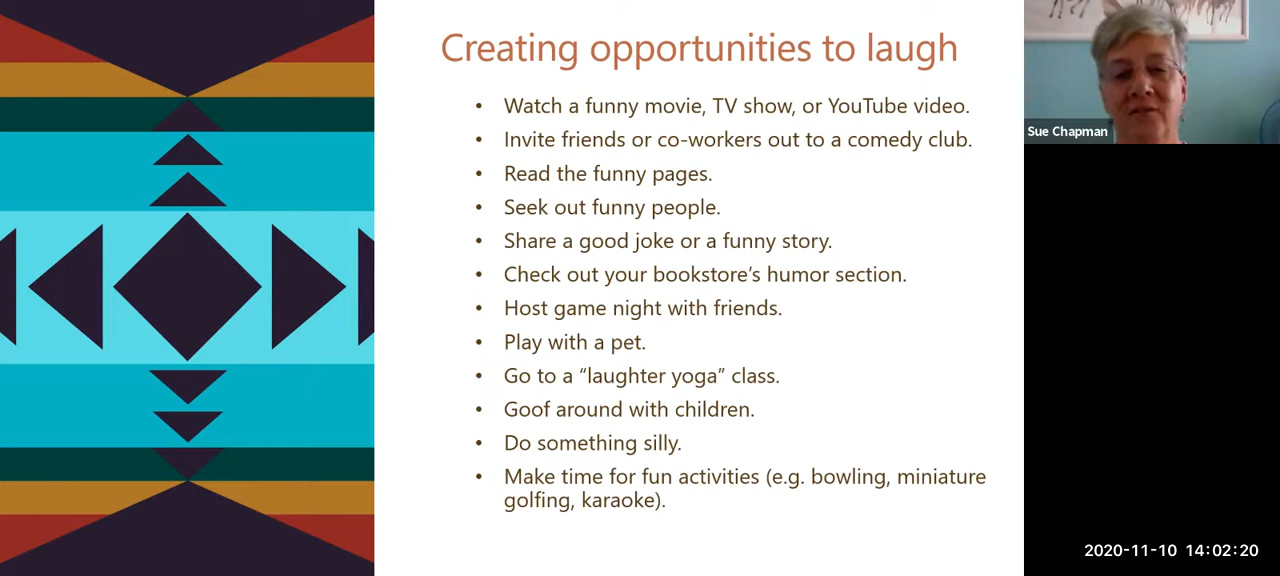 Creating opportunities to laugh
• Watch a funny movie, TV show, or YouTube video.
• Invite friends or co-workers out to a comedy club.
• Read the funny pages.
• Seek out funny people.
• Share a good joke or a funny story.
• Check out your bookstore’s humor section.
• Host game night with friends.
• Play with a pet.
• Go to a “laughter yoga” class.
• Goof around with children.
• Do something silly.
• Make time for fun activities (e.g. bowling, miniature
golfing, karaoke).
Sue Chapman
2020-11-10 14:02:20